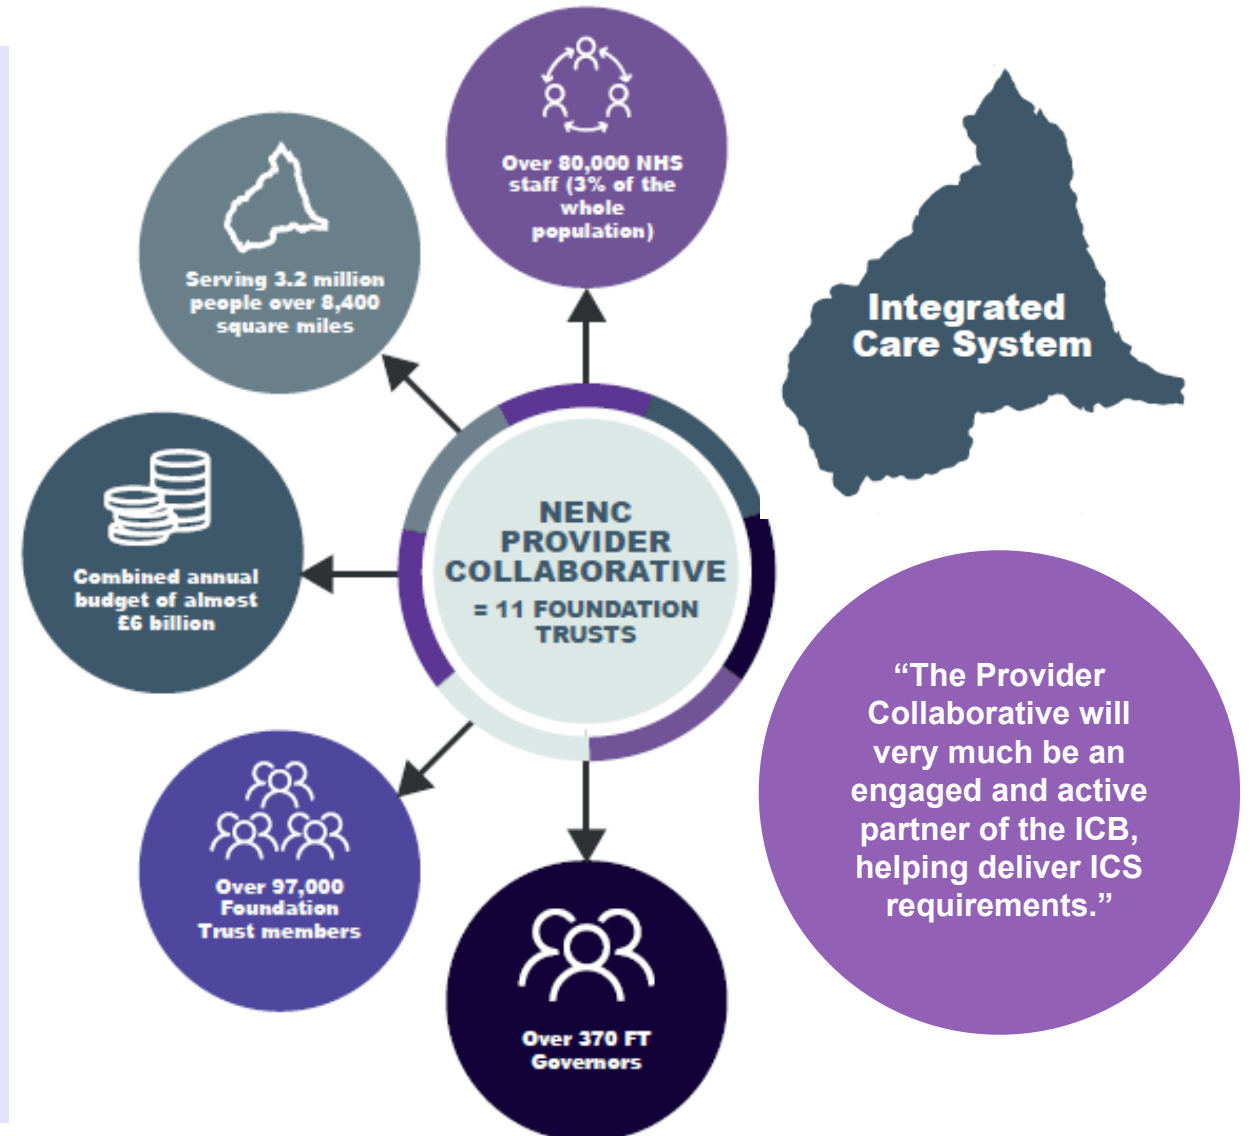 Over 80,000 NHS
staff (3% of the
whole
population)
Serving 3.2 million
people over 8,400
square miles
Integrated
Care System
Combined annual
budget of almost
£6 billion
NENC
PROVIDER
COLLABORATIVE
= 11 FOUNDATION
TRUSTS
“The Provider
Collaborative will
very much be an
engaged and active
partner of the ICB,
helping deliver ICS
requirements.”
Over 97,000
Foundation
Trust members
Over 370 FT
Governors